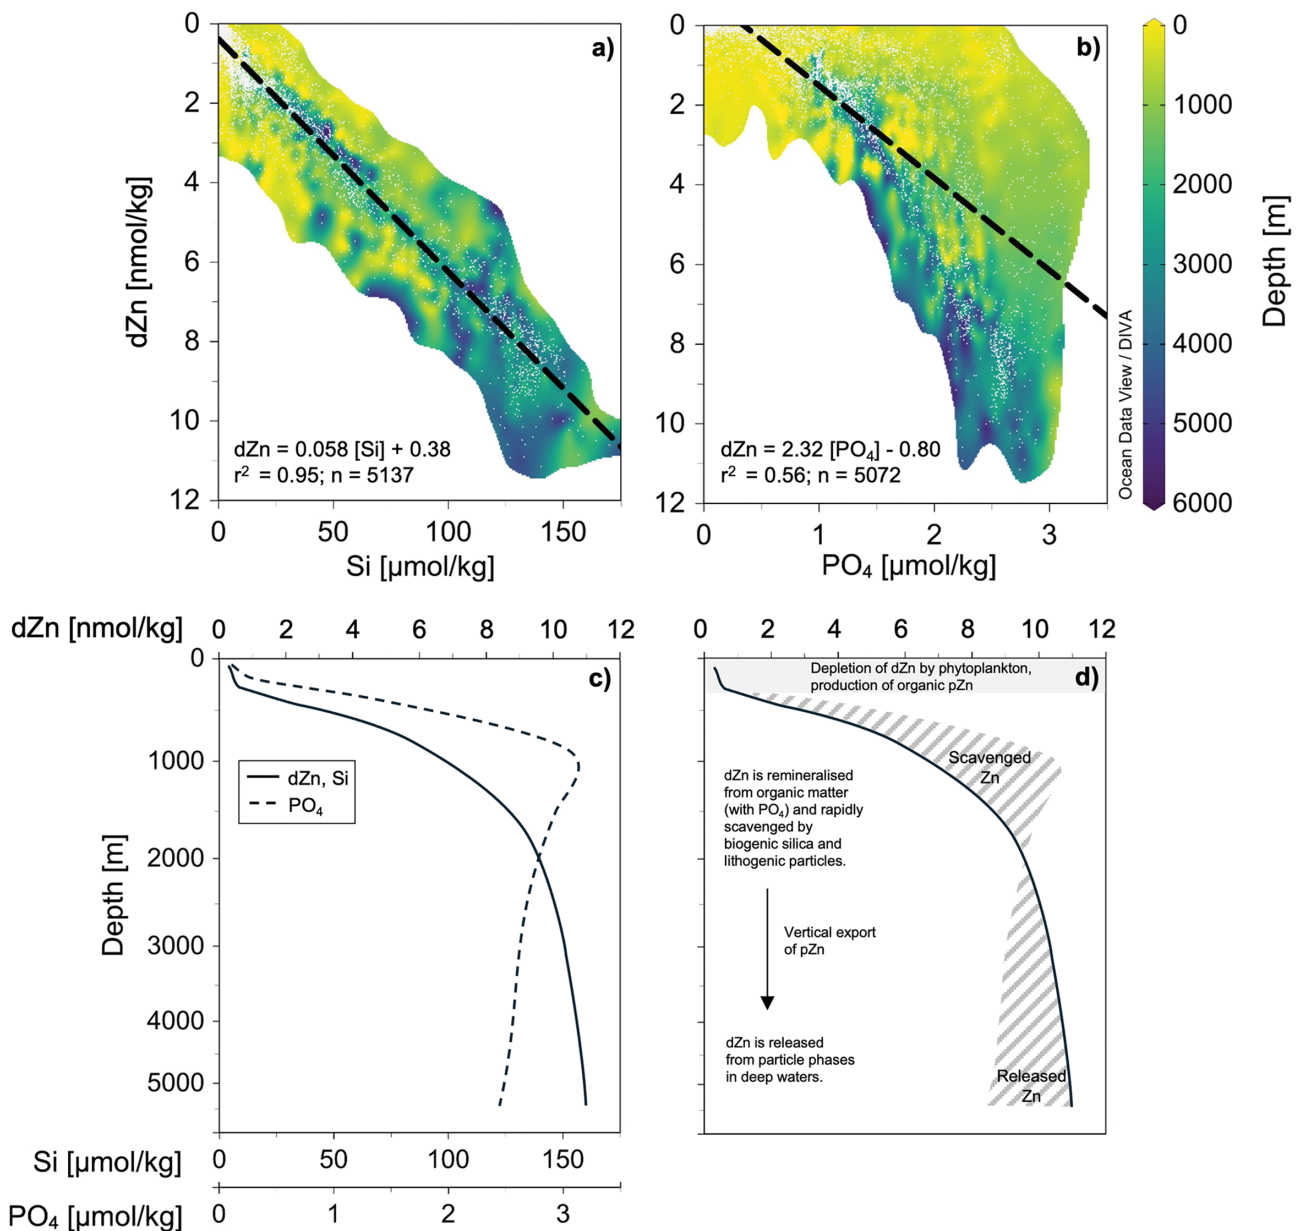 a)
0
2
4
6
8
10
12
dZn [nmol/kg]
dZn = 0.058 [Si] + 0.38
r² = 0.95; n = 5137
0 50 100 150
Si [µmol/kg]
b)
0
2
4
6
8
10
12
dZn = 2.32 [PO₄] - 0.80
r² = 0.56; n = 5072
0 1 2 3
PO₄ [µmol/kg]
Ocean Data View / DIVA
0
1000
2000
3000
4000
5000
6000
Depth [m]
dZn [nmol/kg] 0 2 4 6 8 10 12
c)
0
1000
2000
3000
4000
5000
Depth [m]
dZn, Si
PO₄
Si [µmol/kg] 0 50 100 150
PO₄ [µmol/kg] 0 1 2 3
0 2 4 6 8 10 12
d)
Depletion of dZn by phytoplankton,
production of organic pZn
Scavenged
Zn
dZn is remineralised
from organic matter
(with PO₄) and rapidly
scavenged by
biogenic silica and
lithogenic particles.
Vertical export
of pZn
dZn is released
from particle phases
in deep waters.
Released
Zn